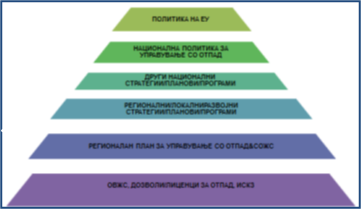 ПОЛИТИКА НА ЕУ
НАЦИОНАЛНА ПОЛИТИКА ЗА
УПРАВУВАЊЕ СО ОТПАД
ДРУГИ НАЦИОНАЛНИ
СТРАТЕГИИ/ПЛАНОВИ/ПРОГРАМИ
РЕГИОНАЛНИ/ЛОКАЛНИ/РАЗВОЈНИ
СТРАТЕГИИ/ПЛАНОВИ/ПРОГРАМИ
РЕГИОНАЛАН ПЛАН ЗА УПРАВУВАЊЕ СО ОТПАД&СОЖС
ОВЖС, ДОЗВОЛИ/ЛИЦЕНЦИ ЗА ОТПАД, ИСКЗ